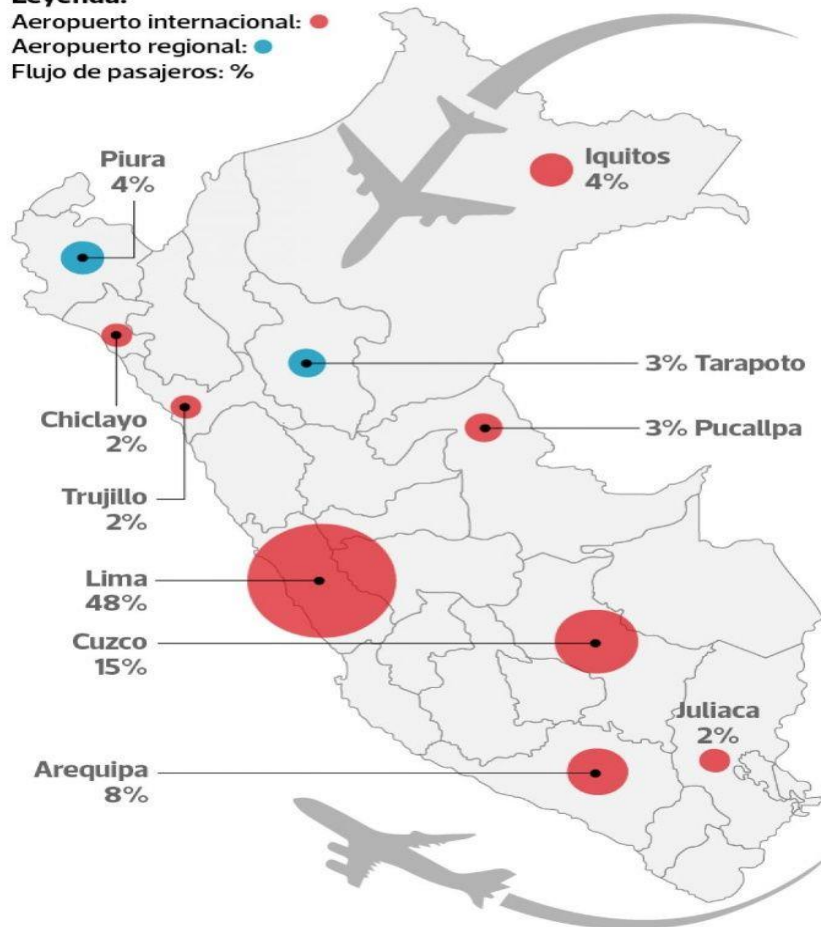 Leyenda:
Aeropuerto internacional:
Aeropuerto regional:
Flujo de pasajeros: %
Piura
4%
Iquitos
4%
3% Tarapoto
Chiclayo
2%
3% Pucallpa
Trujillo
2%
Lima
48%
Cuzco
15%
Juliaca
2%
Arequipa
8%